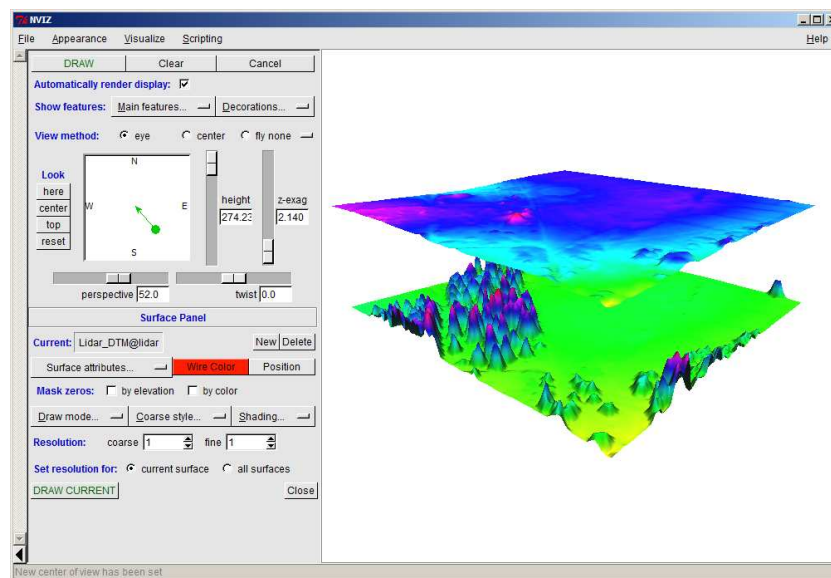 NVIZ
File Appearance Visualize Scripting Help
DRAW Clear Cancel
Automatically render display:
Show features: Main features... Decorations...
View method: eye center fly none
Look
here
center
top
reset
N
W
E
S
height
274.23
z-exag
2.140
perspective 52.0 twist 0.0
Surface Panel
Current: Lidar_DTM@lidar New Delete
Surface attributes... Wire Color Position
Mask zeros: by elevation by color
Draw mode... Coarse style... Shading...
Resolution: coarse 1 fine 1
Set resolution for: current surface all surfaces
DRAW CURRENT Close
New center of view has been set